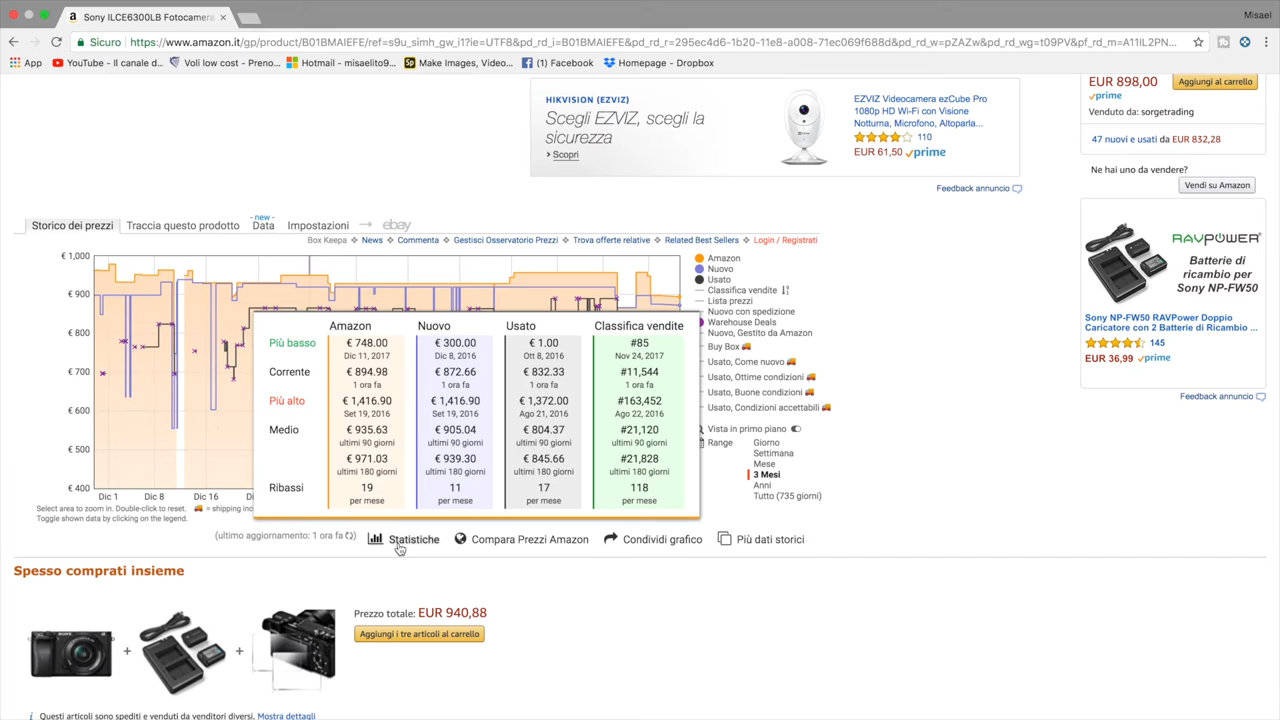 Sony ILCE6300LB Fotocamera
Misael
Sicuro
https://www.amazon.it/gp/product/B01BMAIEFE/ref=s9u_simh_gw_i1?ie=UTF8&pd_rd_i=B01BMAIEFE&pd_rd_r=295ec4d6-1b20-11e8-a008-71ec069f688d&pd_rd_w=pZAZw&pd_rd_wg=t09PV&pf_rd_m=A11IL2PN...
App
YouTube - Il canale d...
Voli low cost - Preno...
Hotmail - misaelito9...
Make Images, Video...
(1) Facebook
Homepage - Dropbox
HIKVISION (EZVIZ)
Scegli EZVIZ, scegli la
sicurezza
› Scopri
EZVIZ Videocamera ezCube Pro
1080p HD Wi-Fi con Visione
Notturna, Microfono, Altoparla...
110
EUR 61,50 prime
Feedback annuncio
EUR 898,00
Aggiungi al carrello
prime
Venduto da: sorgetrading
47 nuovi e usati da EUR 832,28
Ne hai uno da vendere?
Vendi su Amazon
RAVPOWER®
Batterie di
ricambio per
Sony NP-FW50
Sony NP-FW50 RAVPower Doppio
Caricatore con 2 Batterie di Ricambio ...
145
EUR 36,99 prime
Feedback annuncio
Storico dei prezzi
Traccia questo prodotto
- new -
Data
Impostazioni
ebay
Box Keepa
News
Commenta
Gestisci Osservatorio Prezzi
Trova offerte relative
Related Best Sellers
Login / Registrati
€ 1,000
€ 900
€ 800
€ 700
€ 600
€ 500
€ 400
Dic 1
Dic 8
Dic 16
Amazon
Nuovo
Usato
Classifica vendite
Lista prezzi
Nuovo con spedizione
Warehouse Deals
Nuovo, Gestito da Amazon
Buy Box
Usato, Come nuovo
Usato, Ottime condizioni
Usato, Buone condizioni
Usato, Condizioni accettabili
Vista in primo piano
Range
Giorno
Settimana
Mese
3 Mesi
Anni
Tutto (735 giorni)
Amazon Nuovo Usato Classifica vendite
Più basso € 748.00 € 300.00 € 1.00 #85
Dic 11, 2017 Dic 8, 2016 Ott 8, 2016 Nov 24, 2017
Corrente € 894.98 € 872.66 € 832.33 #11,544
1 ora fa 1 ora fa 1 ora fa 1 ora fa
Più alto € 1,416.90 € 1,416.90 € 1,372.00 #163,452
Set 19, 2016 Set 19, 2016 Ago 21, 2016 Ago 22, 2016
Medio € 935.63 € 905.04 € 804.37 #21,120
ultimi 90 giorni ultimi 90 giorni ultimi 90 giorni ultimi 90 giorni
€ 971.03 € 939.30 € 845.66 #21,828
ultimi 180 giorni ultimi 180 giorni ultimi 180 giorni ultimi 180 giorni
Ribassi 19 11 17 118
per mese per mese per mese per mese
Select area to zoom in. Double-click to reset.
= shipping inc
Toggle shown data by clicking on the legend.
(ultimo aggiornamento: 1 ora fa)
Statistiche
Compara Prezzi Amazon
Condividi grafico
Più dati storici
Spesso comprati insieme
+
+
Prezzo totale: EUR 940,88
Aggiungi i tre articoli al carrello
Questi articoli sono spediti e venduti da venditori diversi. Mostra dettagli